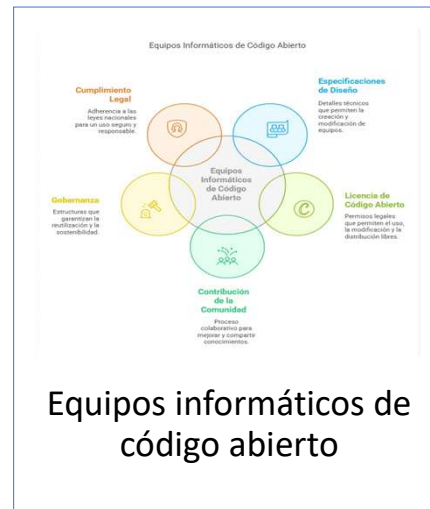 Equipos Informáticos de Código Abierto
Cumplimiento
Legal
Adherencia a las
leyes nacionales
para un uso seguro y
responsable.
Especificaciones
de Diseño
Detalles técnicos
que permiten la
creación y
modificación de
equipos.
Equipos
Informáticos
de Código
Abierto
Gobernanza
Estructuras que
garantizan la
reutilización y la
sostenibilidad.
Licencia de
Código Abierto
Permisos legales
que permiten el uso,
la modificación y la
distribución libres.
Contribución
de la
Comunidad
Proceso
colaborativo para
mejorar y compartir
conocimientos.
Equipos informáticos de
código abierto